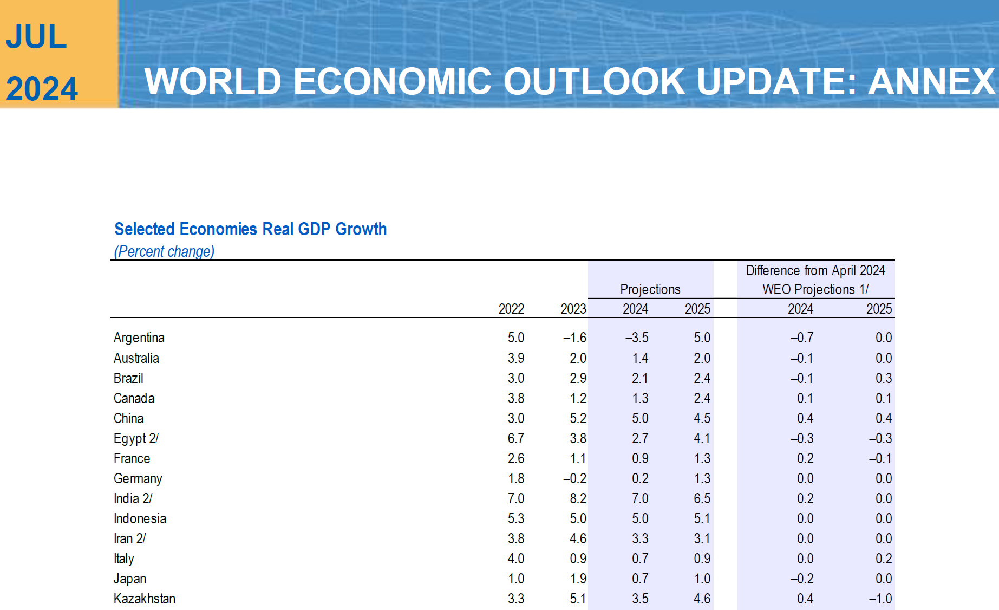 JUL
2024
WORLD ECONOMIC OUTLOOK UPDATE: ANNEX
Selected Economies Real GDP Growth
(Percent change)
Difference from April 2024
Projections WEO Projections 1/
2022 2023 2024 2025 2024 2025
Argentina 5.0 –1.6 –3.5 5.0 –0.7 0.0
Australia 3.9 2.0 1.4 2.0 –0.1 0.0
Brazil 3.0 2.9 2.1 2.4 –0.1 0.3
Canada 3.8 1.2 1.3 2.4 0.1 0.1
China 3.0 5.2 5.0 4.5 0.4 0.4
Egypt 2/ 6.7 3.8 2.7 4.1 –0.3 –0.3
France 2.6 1.1 0.9 1.3 0.2 –0.1
Germany 1.8 –0.2 0.2 1.3 0.0 0.0
India 2/ 7.0 8.2 7.0 6.5 0.2 0.0
Indonesia 5.3 5.0 5.0 5.1 0.0 0.0
Iran 2/ 3.8 4.6 3.3 3.1 0.0 0.0
Italy 4.0 0.9 0.7 0.9 0.0 0.2
Japan 1.0 1.9 0.7 1.0 –0.2 0.0
Kazakhstan 3.3 5.1 3.5 4.6 0.4 –1.0